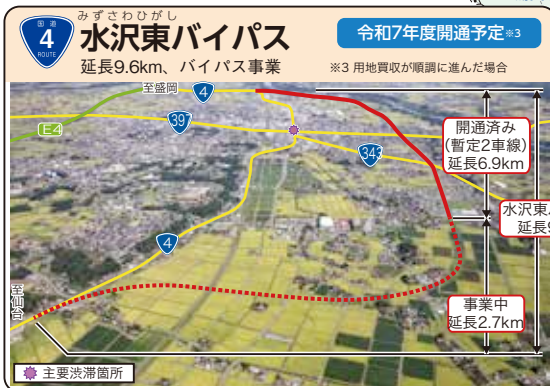 みずさわひがし
国道
4
ROUTE
水沢東バイパス
令和7年度開通予定※3
延長9.6km、バイパス事業
※3 用地買収が順調に進んだ場合
至盛岡
4
E4
397
343
開通済み
(暫定2車線)
延長6.9km
水沢東バ
延長9
4
至仙台
事業中
延長2.7km
主要渋滞箇所